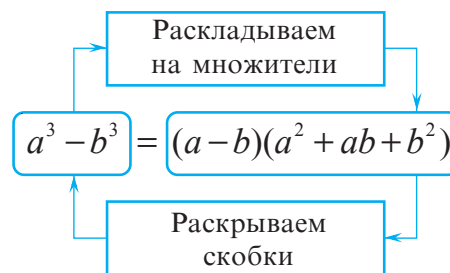 Раскладываем
на множители
a³ − b³ = (a − b)(a² + ab + b²)
Раскрываем
скобки